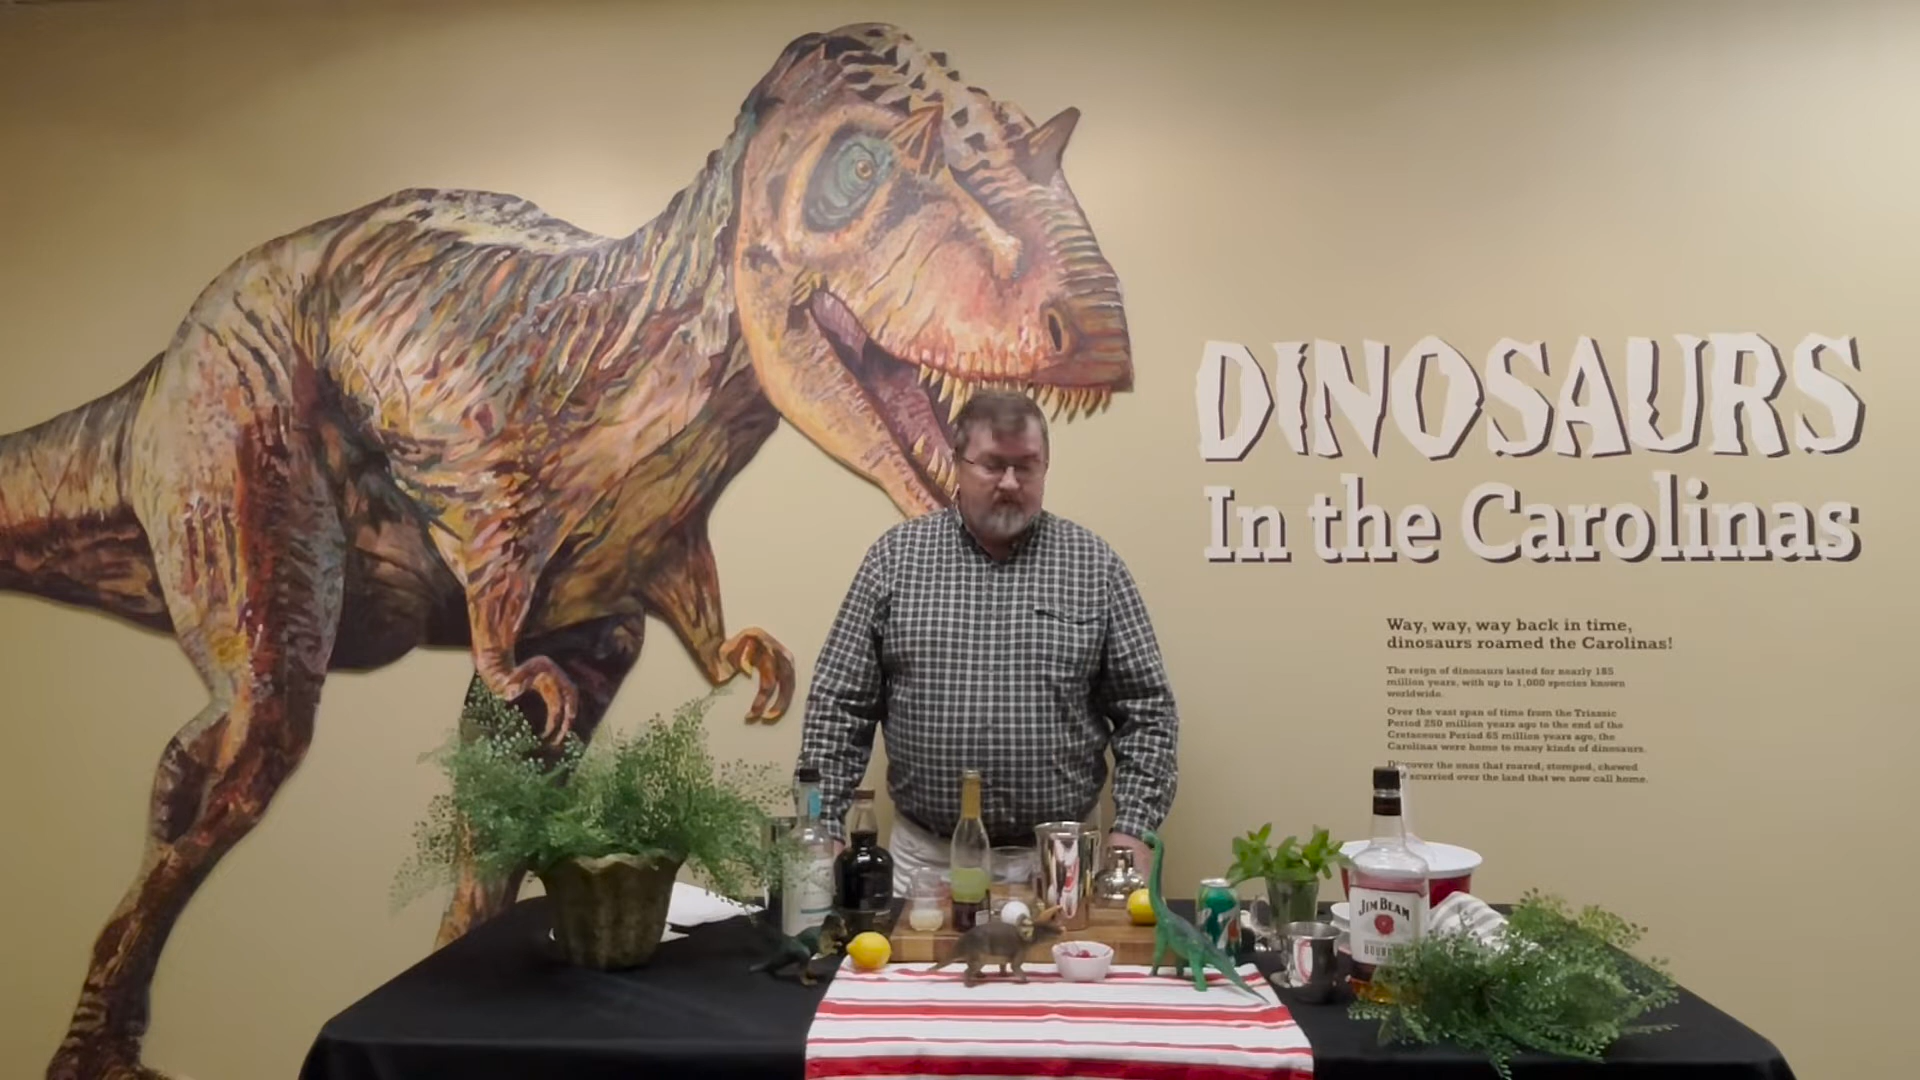 DINOSAURS
In the Carolinas
Way, way, way back in time,
dinosaurs roamed the Carolinas!
The reign of dinosaurs lasted for nearly 185
million years, with up to 1,000 species known
worldwide.
Over the vast span of time from the Triassic
Period 250 million years ago to the end of the
Cretaceous Period 65 million years ago, the
Carolinas were home to many kinds of dinosaurs.
Discover the ones that roared, stomped, chewed
scurried over the land that we now call home.
JIM BEAM
BOURB
7